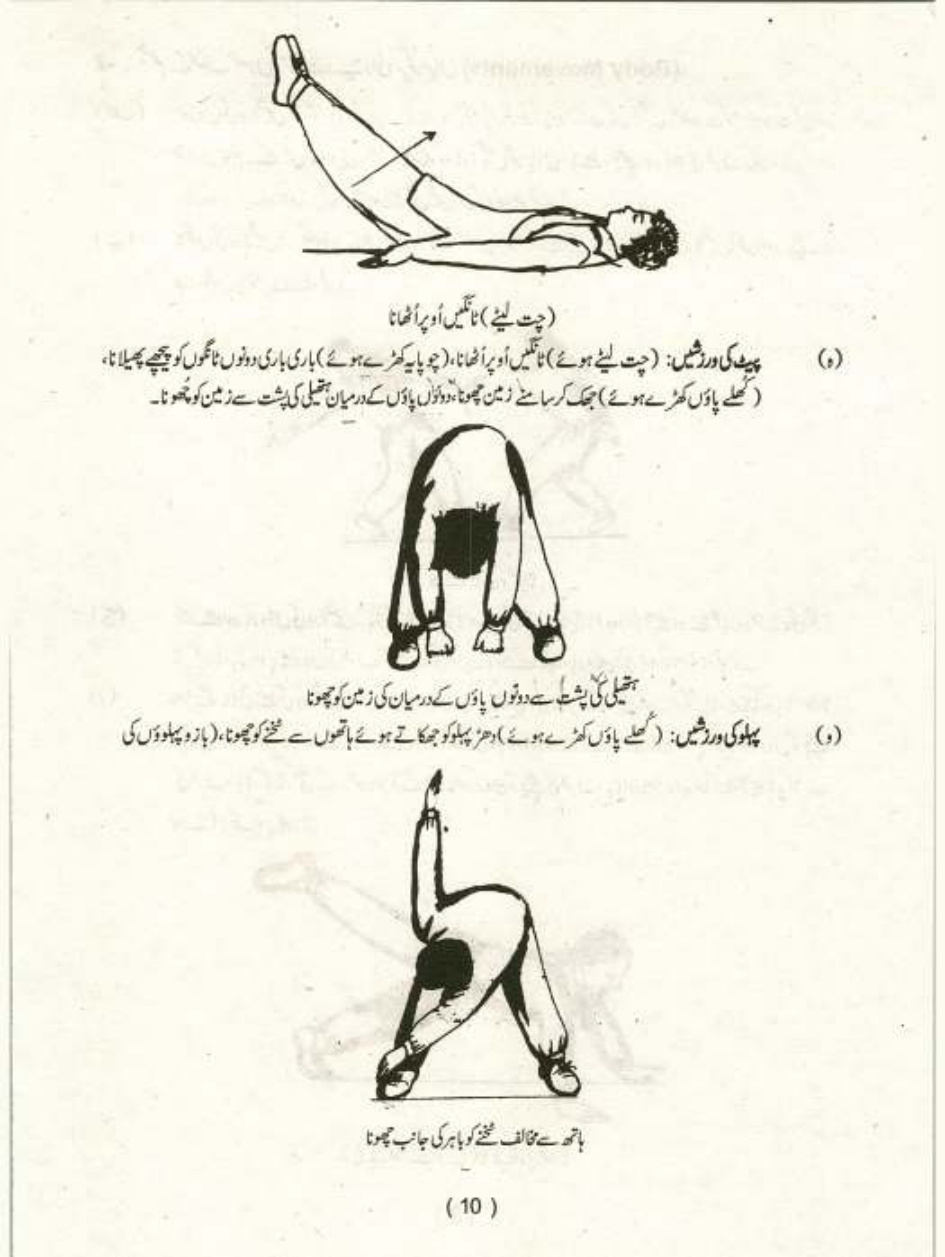 (چت لیٹے) ٹانگیں اُوپر اُٹھانا
(ہ) پیٹ کی ورزشیں: (چت لیٹے ہوئے) ٹانگیں اُوپر اُٹھانا، (چوپایہ کھڑے ہوئے) باری باری دونوں ٹانگوں کو پیچھے پھیلانا،
(کُھلے پاؤں کھڑے ہوئے) جھک کر سامنے زمین چھونا، دونوں پاؤں کے درمیان ہتھیلی کی پشت سے زمین کو چُھونا۔
ہتھیلی کی پشت سے دونوں پاؤں کے درمیان کی زمین کو چھونا
(و) پہلو کی ورزشیں: (کُھلے پاؤں کھڑے ہوئے) دھڑ پہلو کو جھکاتے ہوئے ہاتھوں سے ٹخنے کو چھونا، (بازو پہلوؤں کی
ہاتھ سے مخالف ٹخنے کو باہر کی جانب چھونا
( 10 )